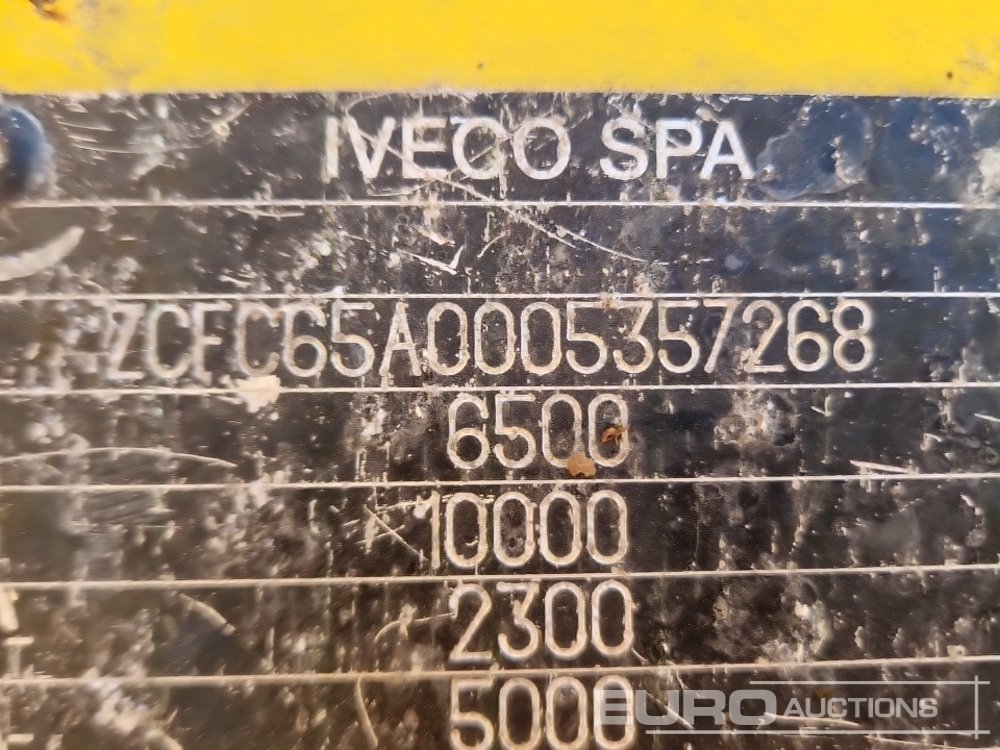 IVECO SPA
ZCFC65A0005357268
6500
10000
2300
5000
EURO AUCTIONS